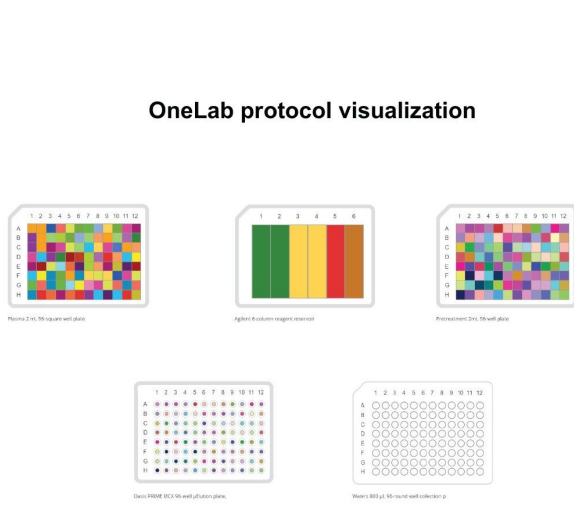 OneLab protocol visualization
1 2 3 4 5 6 7 8 9 10 11 12
A
B
C
D
E
F
G
H
Plasma 2 mL 96-square well plate
1 2 3 4 5 6
Agilent 6 column reagent reservoir
1 2 3 4 5 6 7 8 9 10 11 12
A
B
C
D
E
F
G
H
Pretreatment 2mL 96-well plate
1 2 3 4 5 6 7 8 9 10 11 12
A
B
C
D
E
F
G
H
Oasis PRiME MCX 96-well µElution plate,
1 2 3 4 5 6 7 8 9 10 11 12
A
B
C
D
E
F
G
H
Waters 800 µL 96-round-well collection p